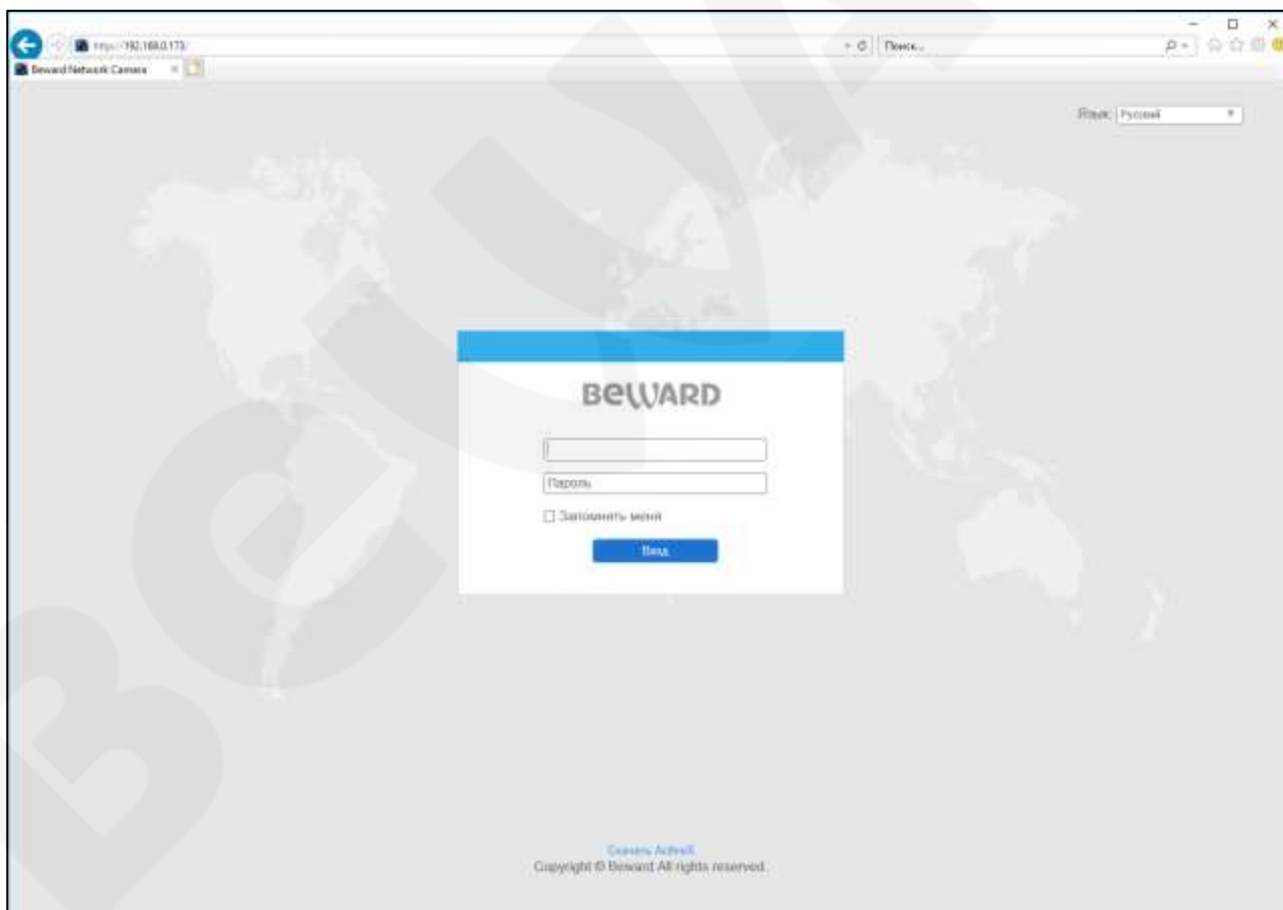 http://192.168.0.173/
Поиск...
Beward Network Camera
Язык: Русский
BEWARD
Пароль
Запомнить меня
Вход
Скачать ActiveX
Copyright © Beward All rights reserved.